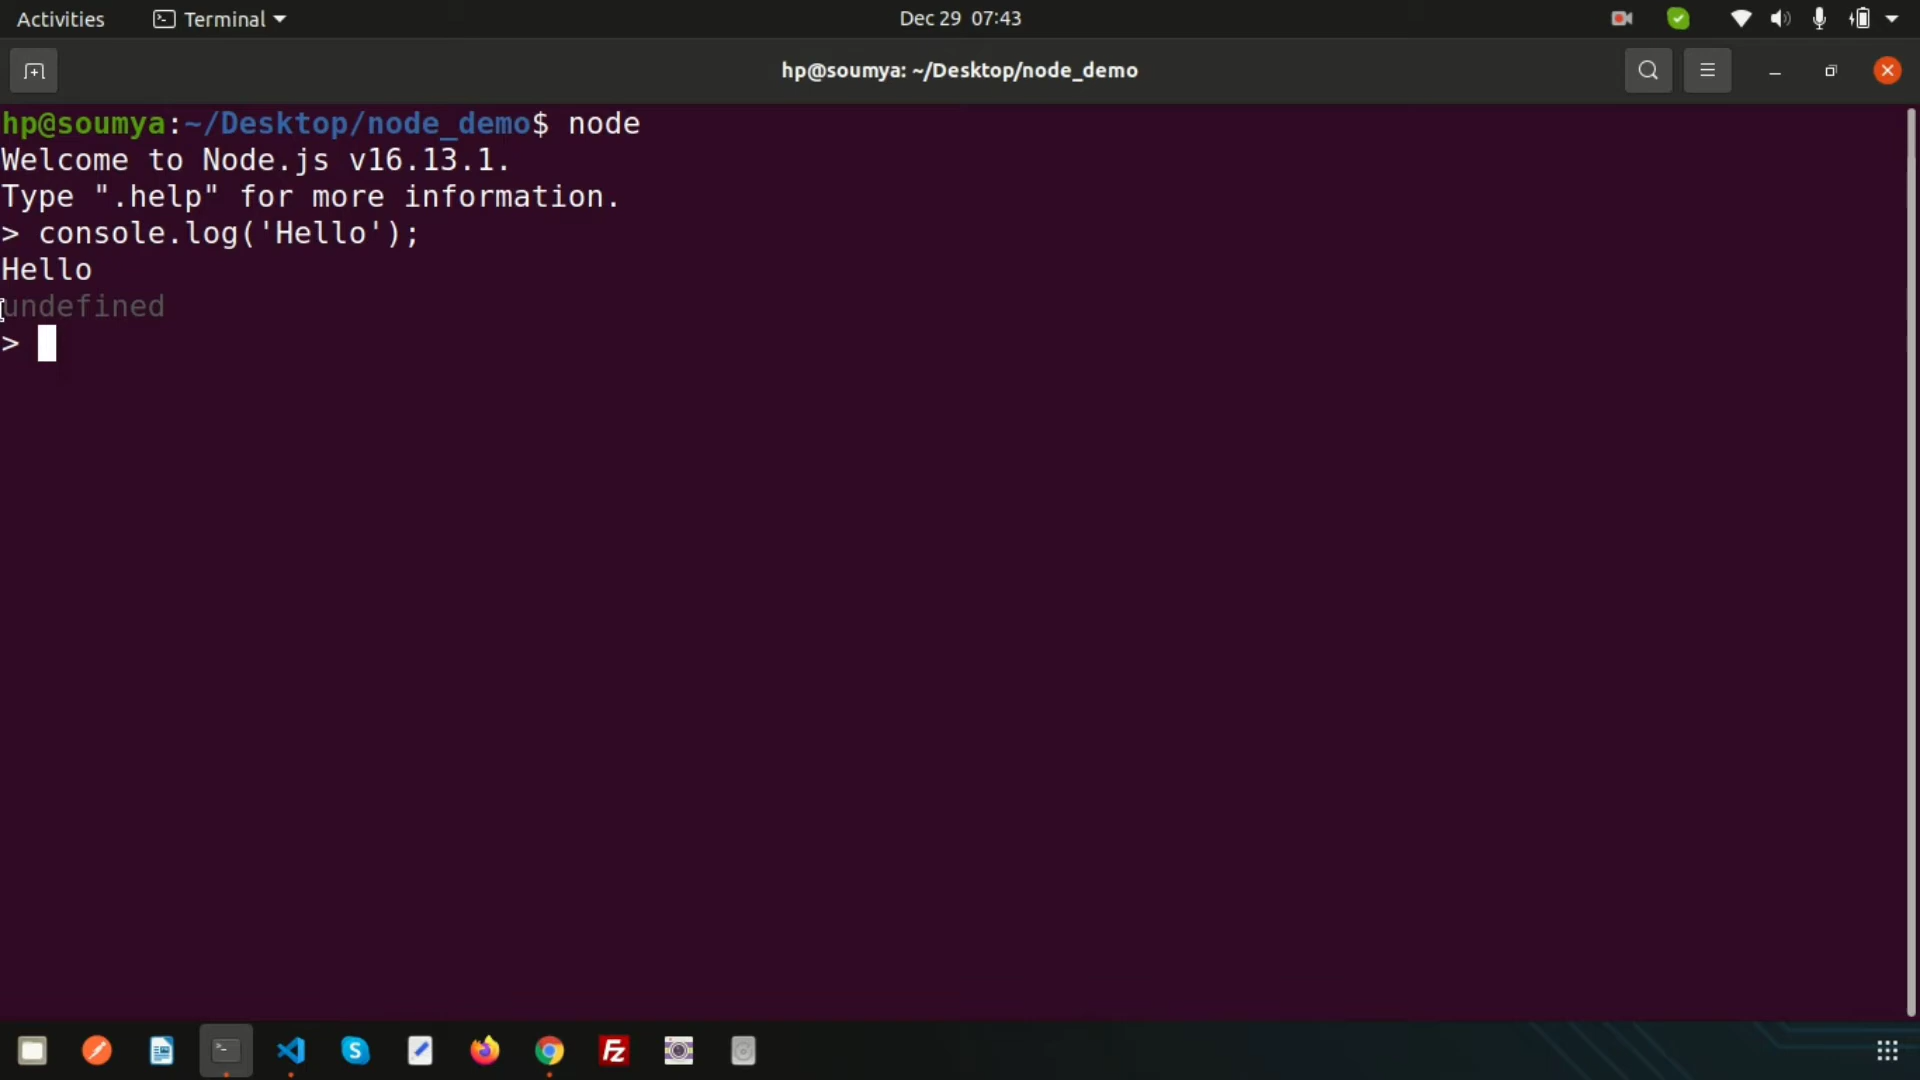 Activities Terminal Dec 29 07:43
hp@soumya: ~/Desktop/node_demo
hp@soumya:~/Desktop/node_demo$ node
Welcome to Node.js v16.13.1.
Type ".help" for more information.
> console.log('Hello');
Hello
undefined
>